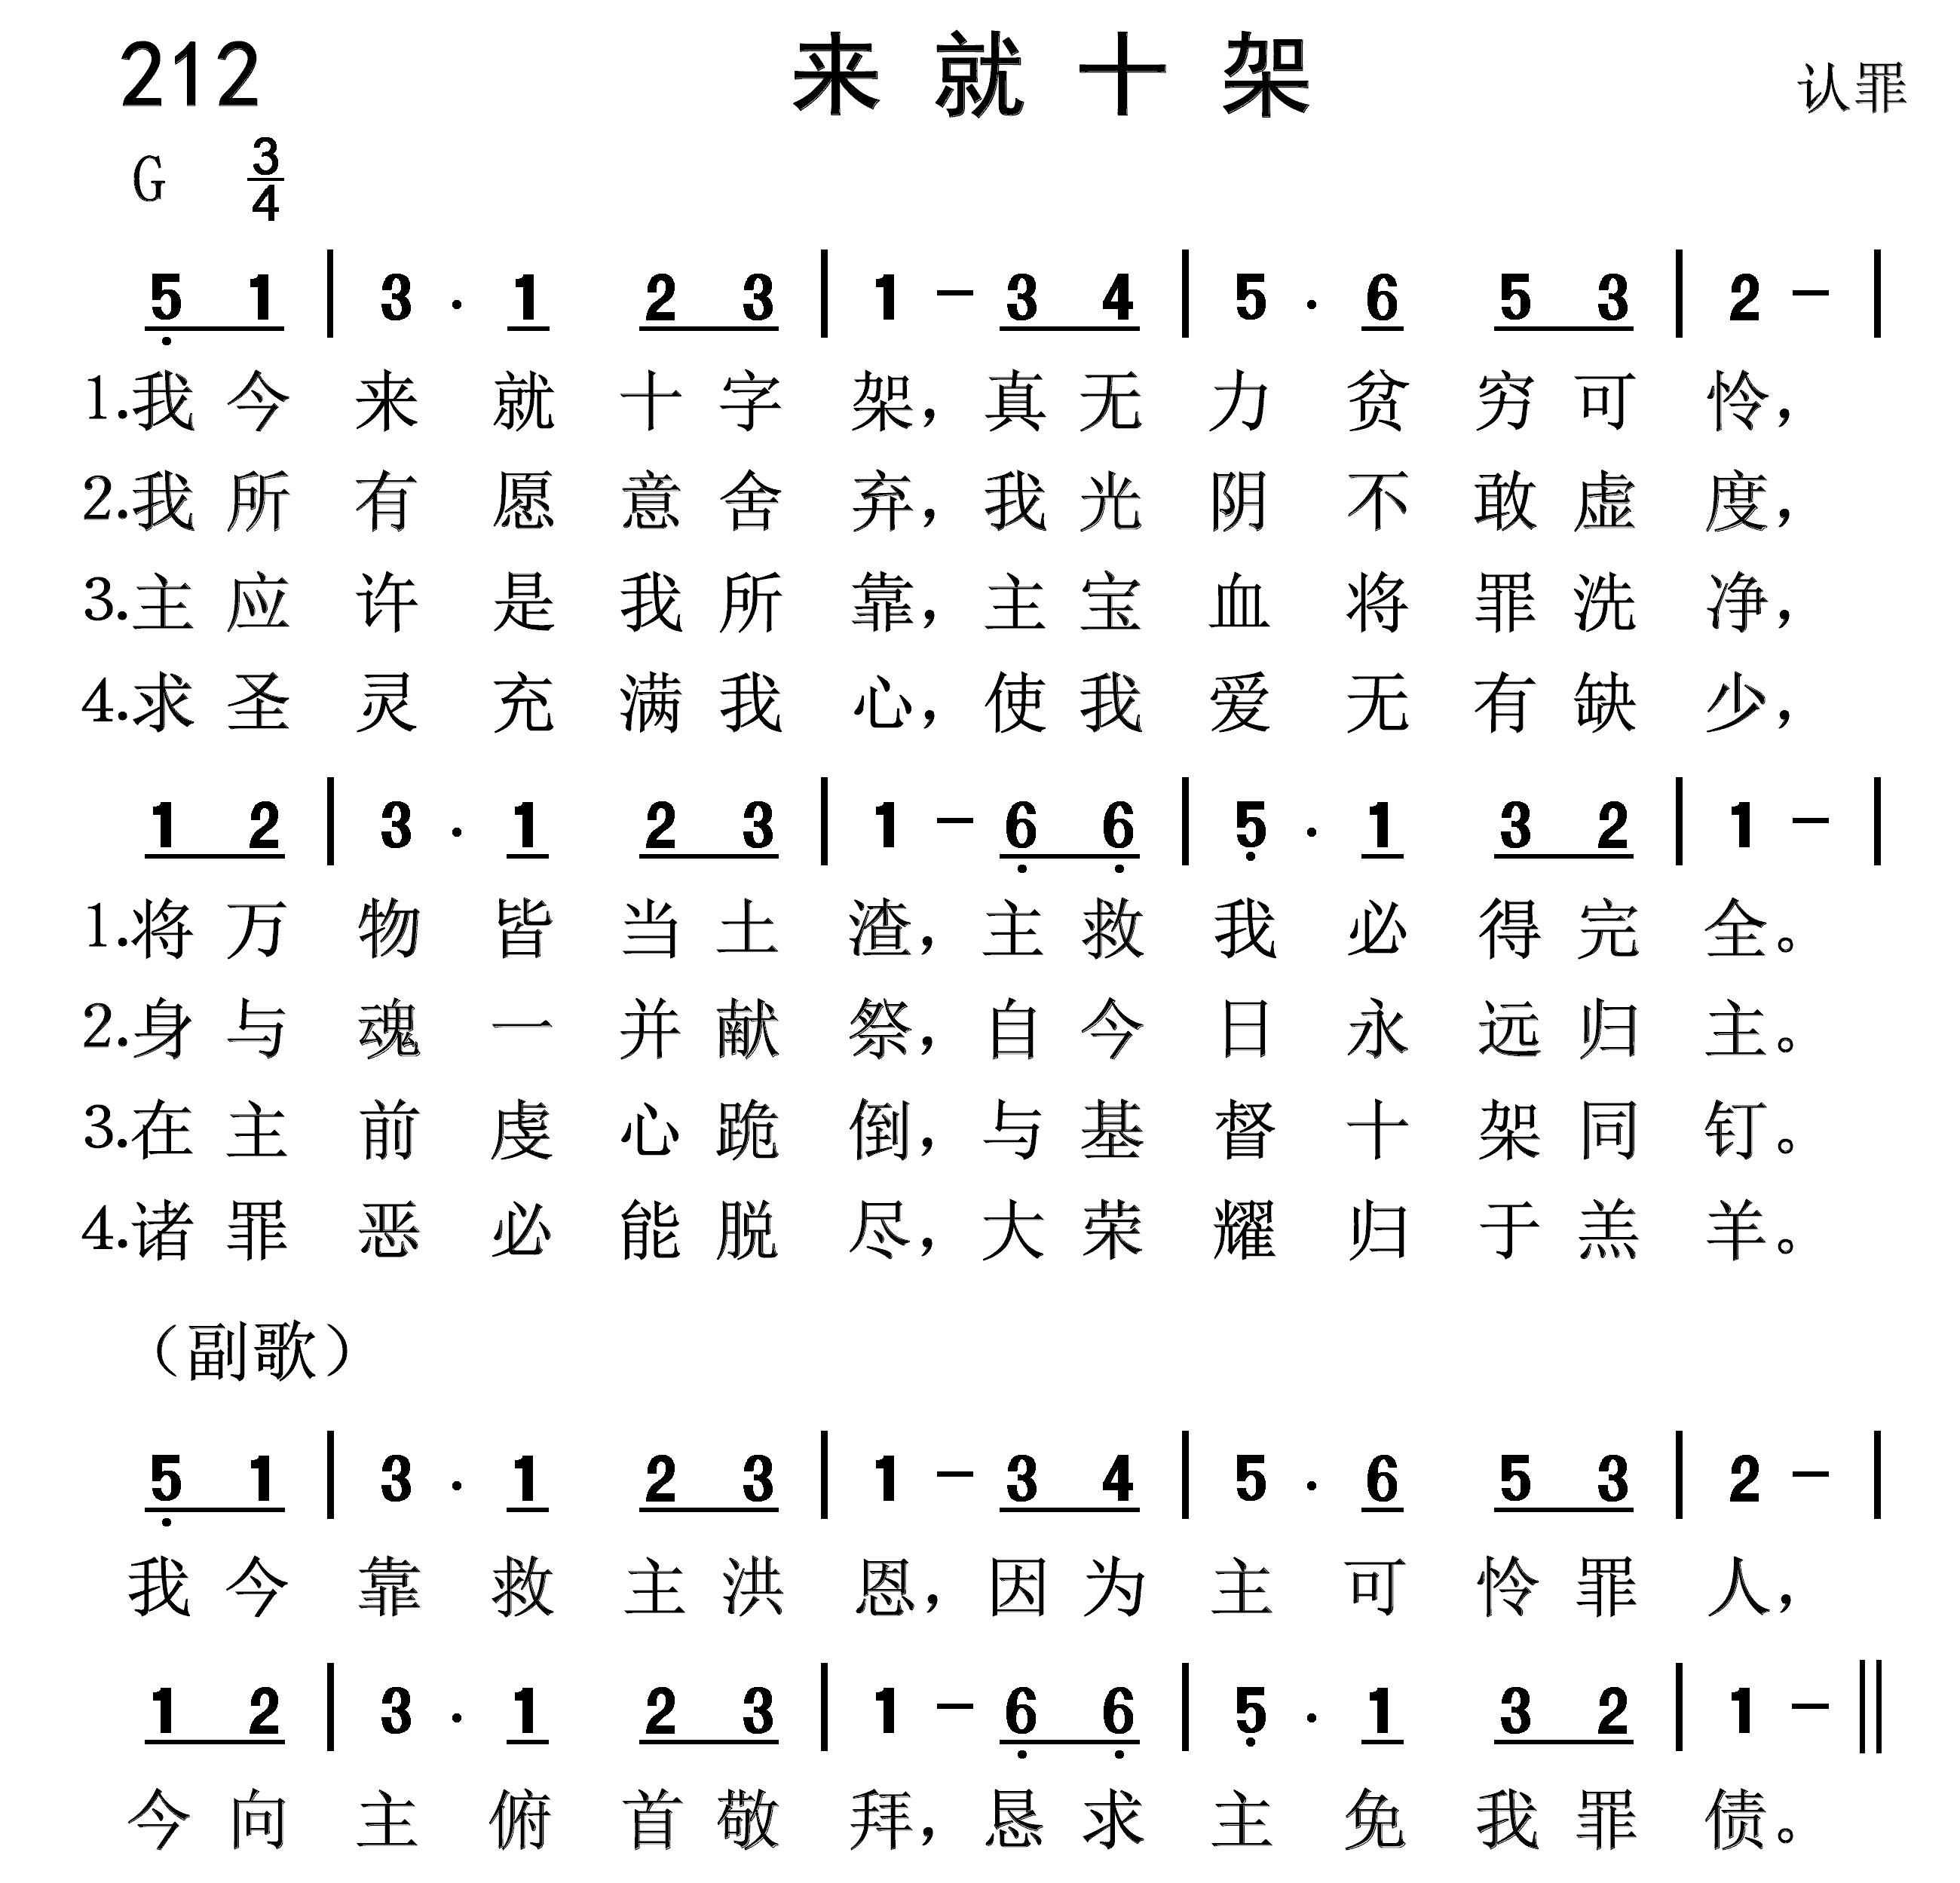 212 来就十架 认罪
G 3/4
5 1 | 3 · 1 2 3 | 1 – 3 4 | 5 · 6 5 3 | 2 – |
1.我今来就十字架，真无力贫穷可怜，
2.我所有愿意舍弃，我光阴不敢虚度，
3.主应许是我所靠，主宝血将罪洗净，
4.求圣灵充满我心，使我爱无有缺少，
1 2 | 3 · 1 2 3 | 1 – 6 6 | 5 · 1 3 2 | 1 – |
1.将万物皆当土渣，主救我必得完全。
2.身与魂一并献祭，自今日永远归主。
3.在主前虔心跪倒，与基督十架同钉。
4.诸罪恶必能脱尽，大荣耀归于羔羊。
（副歌）
5 1 | 3 · 1 2 3 | 1 – 3 4 | 5 · 6 5 3 | 2 – |
我今靠救主洪恩，因为主可怜罪人，
1 2 | 3 · 1 2 3 | 1 – 6 6 | 5 · 1 3 2 | 1 – ‖
今向主俯首敬拜，恳求主免我罪债。